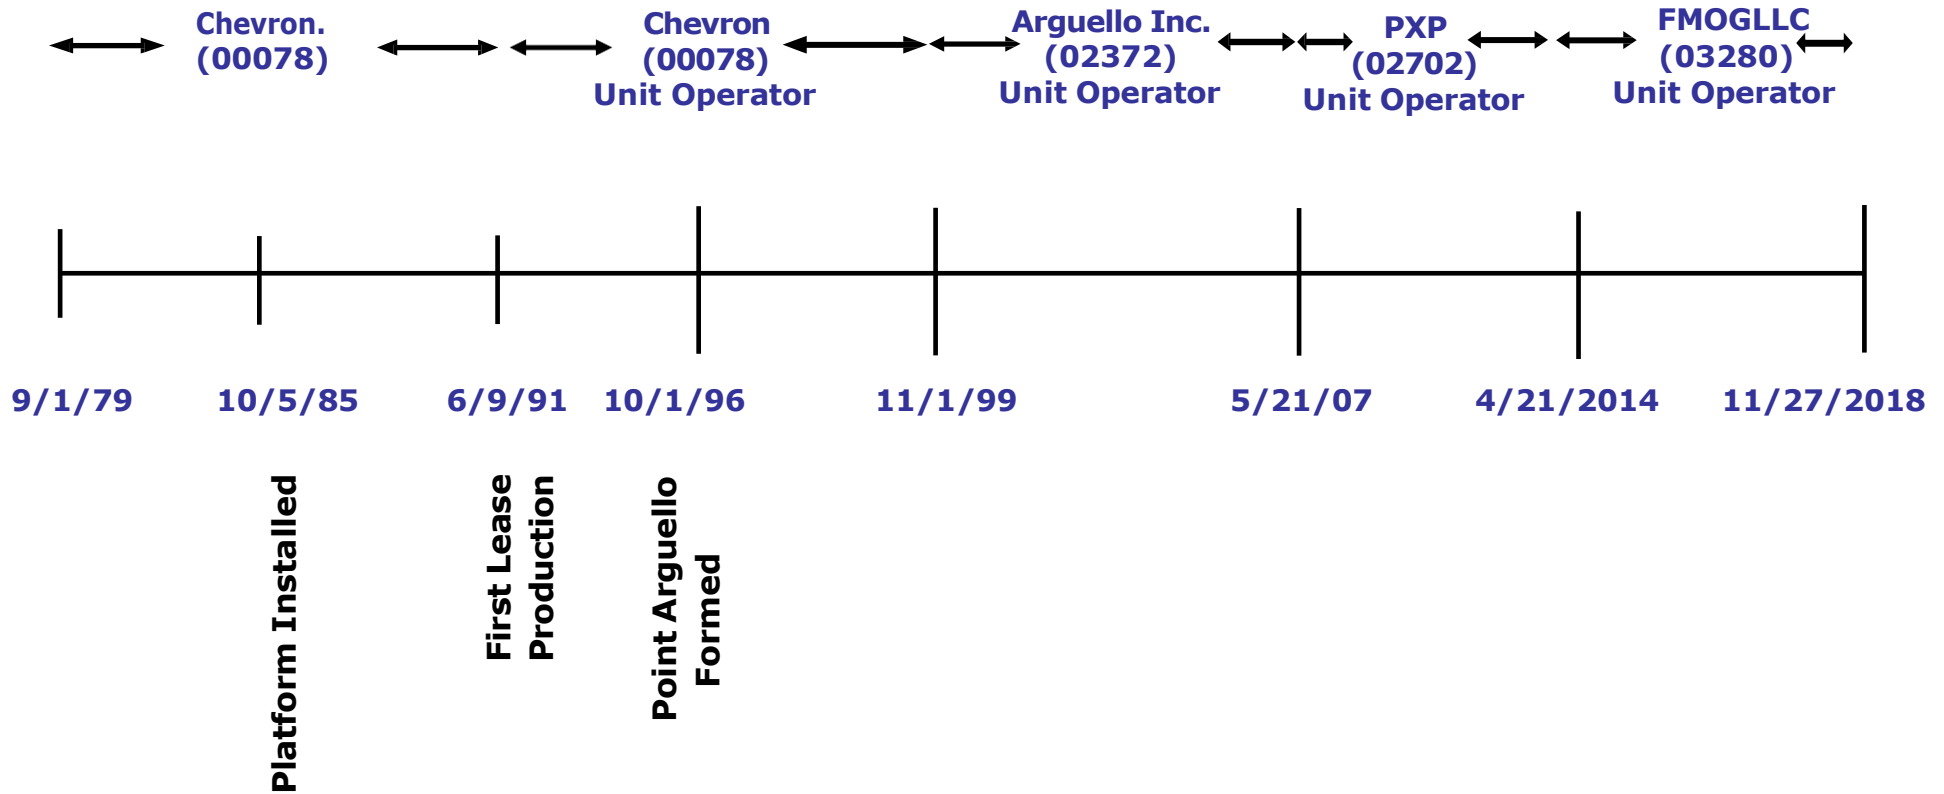 Chevron.
(00078)
Chevron
(00078)
Unit Operator
Arguello Inc.
(02372)
Unit Operator
PXP
(02702)
Unit Operator
FMOGLLC
(03280)
Unit Operator
9/1/79
10/5/85
6/9/91
10/1/96
11/1/99
5/21/07
4/21/2014
11/27/2018
Platform Installed
First Lease
Production
Point Arguello
Formed